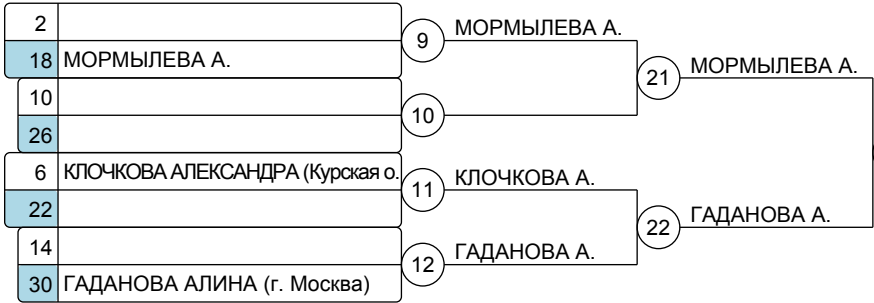 2
9 МОРМЫЛЕВА А.
18 МОРМЫЛЕВА А.
21 МОРМЫЛЕВА А.
10
10
26
6 КЛОЧКОВА АЛЕКСАНДРА (Курская о.
11 КЛОЧКОВА А.
22
22 ГАДАНОВА А.
14
12 ГАДАНОВА А.
30 ГАДАНОВА АЛИНА (г. Москва)